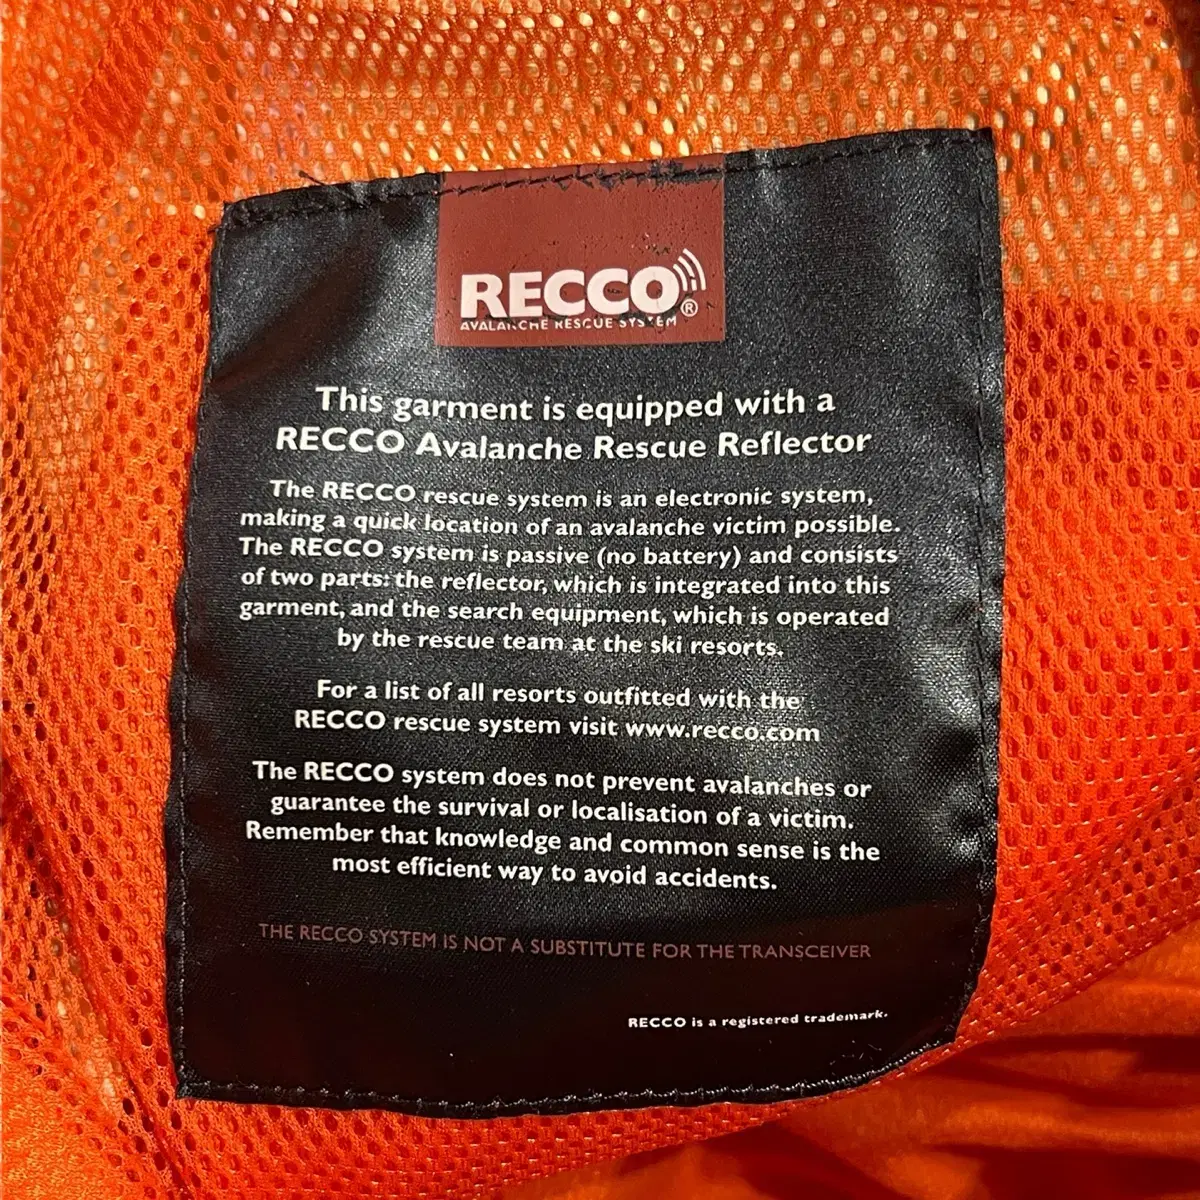 RECCO®
AVALANCHE RESCUE SYSTEM
This garment is equipped with a
RECCO Avalanche Rescue Reflector
The RECCO rescue system is an electronic system,
making a quick location of an avalanche victim possible.
The RECCO system is passive (no battery) and consists
of two parts: the reflector, which is integrated into this
garment, and the search equipment, which is operated
by the rescue team at the ski resorts.
For a list of all resorts outfitted with the
RECCO rescue system visit www.recco.com
The RECCO system does not prevent avalanches or
guarantee the survival or localisation of a victim.
Remember that knowledge and common sense is the
most efficient way to avoid accidents.
THE RECCO SYSTEM IS NOT A SUBSTITUTE FOR THE TRANSCEIVER
RECCO is a registered trademark.